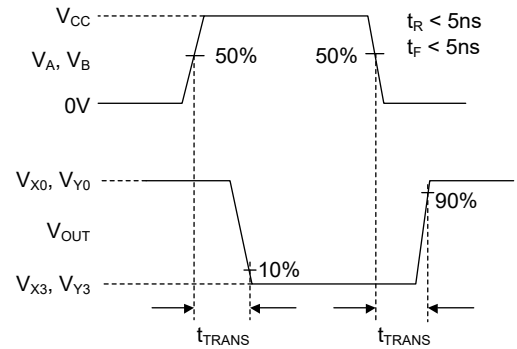 VCC
tR < 5ns
VA, VB
50%
50%
tF < 5ns
0V
VX0, VY0
90%
VOUT
10%
VX3, VY3
tTRANS
tTRANS